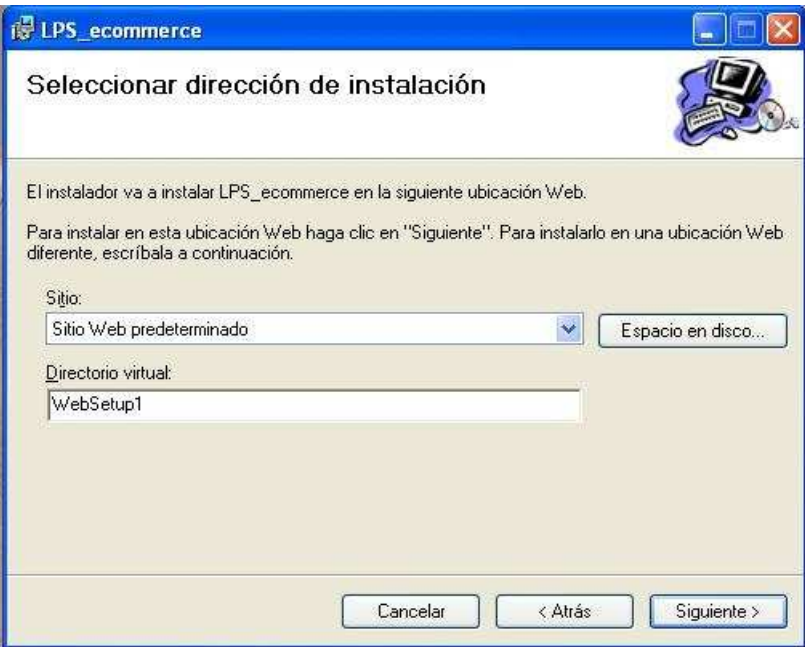 LPS_ecommerce
Seleccionar dirección de instalación
El instalador va a instalar LPS_ecommerce en la siguiente ubicación Web.
Para instalar en esta ubicación Web haga clic en "Siguiente". Para instalarlo en una ubicación Web
diferente, escríbala a continuación.
Sitio:
Sitio Web predeterminado
Espacio en disco...
Directorio virtual:
WebSetup1
Cancelar
< Atrás
Siguiente >